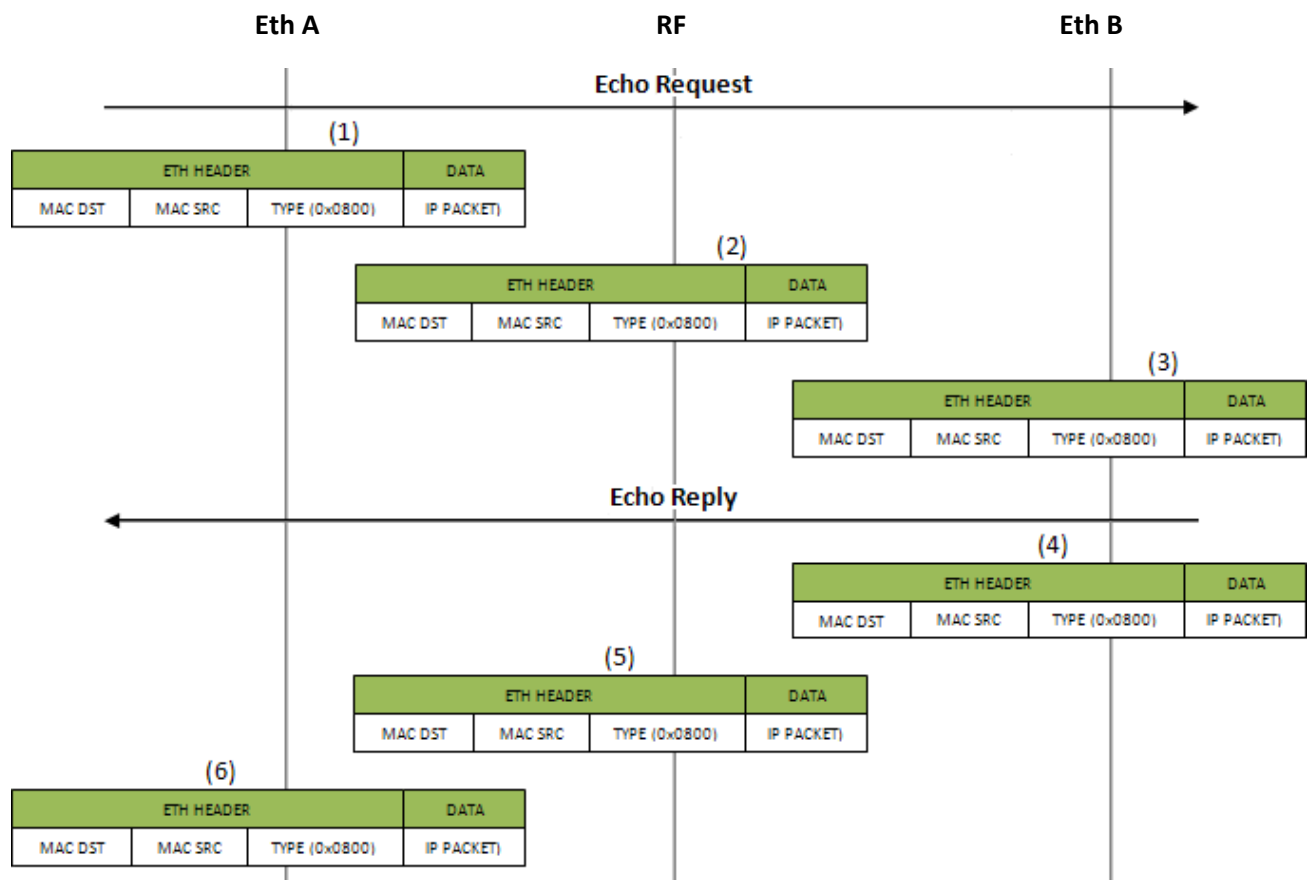 Eth A RF Eth B
Echo Request
(1)
ETH HEADER DATA
MAC DST MAC SRC TYPE (0x0800) IP PACKET)
(2)
ETH HEADER DATA
MAC DST MAC SRC TYPE (0x0800) IP PACKET)
(3)
ETH HEADER DATA
MAC DST MAC SRC TYPE (0x0800) IP PACKET)
Echo Reply
(4)
ETH HEADER DATA
MAC DST MAC SRC TYPE (0x0800) IP PACKET)
(5)
ETH HEADER DATA
MAC DST MAC SRC TYPE (0x0800) IP PACKET)
(6)
ETH HEADER DATA
MAC DST MAC SRC TYPE (0x0800) IP PACKET)